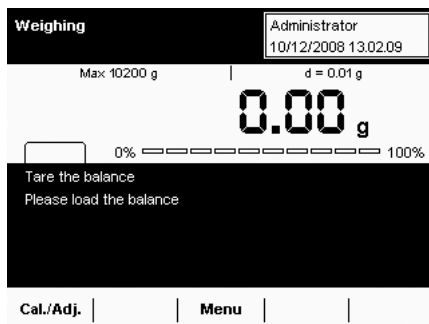 Weighing
Administrator
10/12/2008 13.02.09
Max 10200 g
d = 0.01 g
0.00 g
0% 100%
Tare the balance
Please load the balance
Cal./Adj. Menu